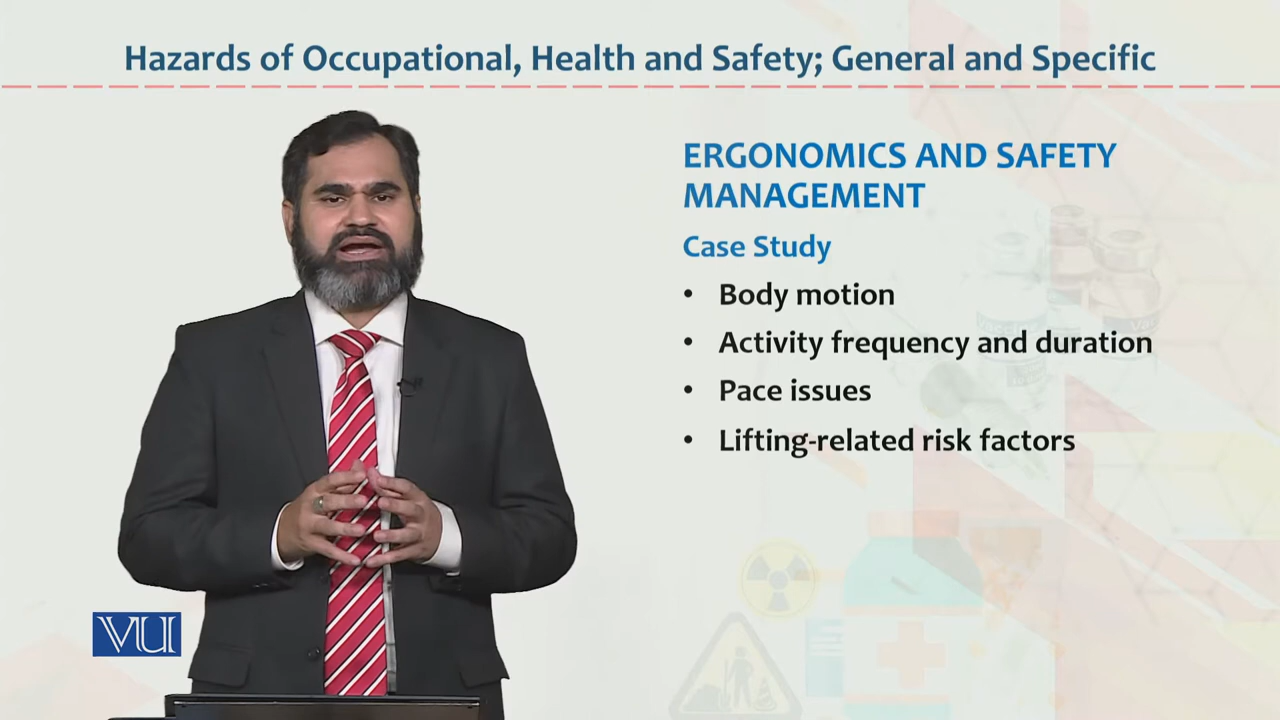 Hazards of Occupational, Health and Safety; General and Specific
ERGONOMICS AND SAFETY
MANAGEMENT
Case Study
• Body motion
• Activity frequency and duration
• Pace issues
• Lifting-related risk factors
VU